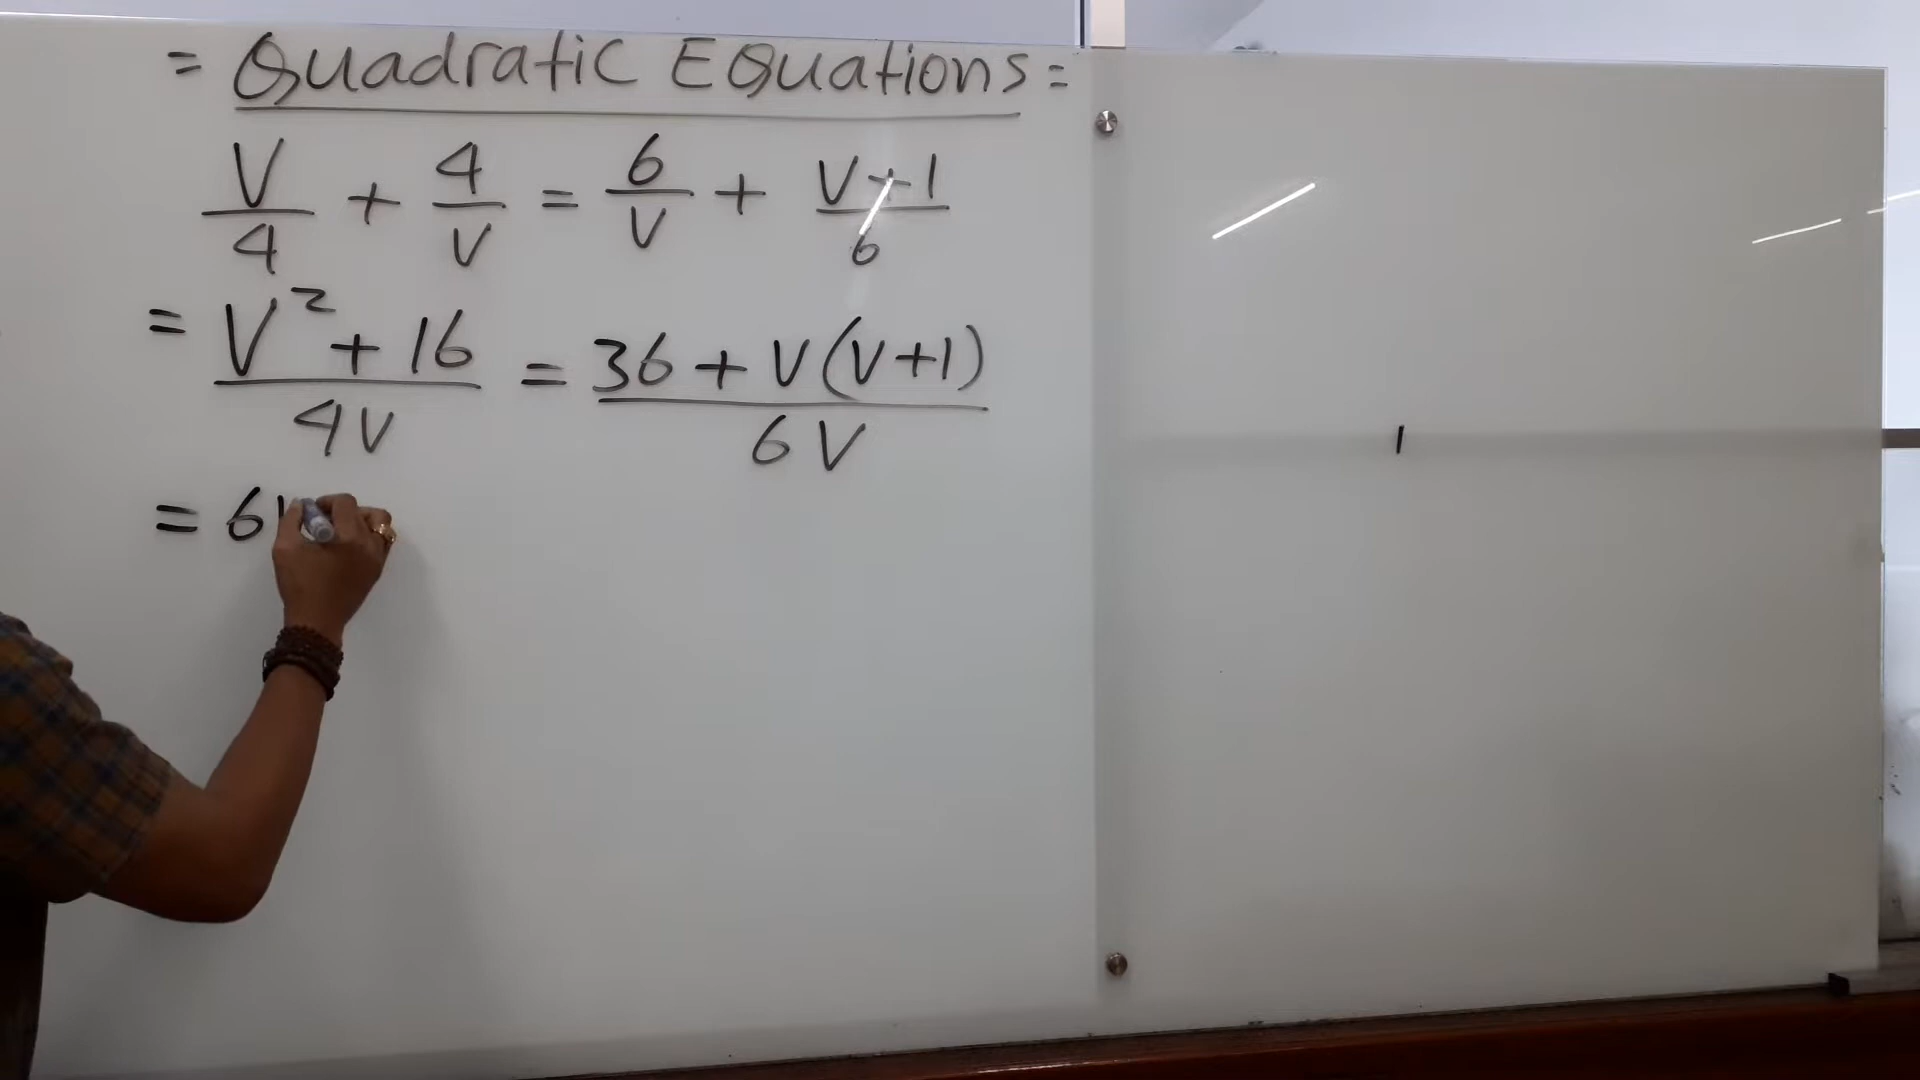 = Quadratic Equations =
V/4 + 4/V = 6/V + V+1/6
= V² + 16/4V = 36 + V(V+1)/6V
= 6